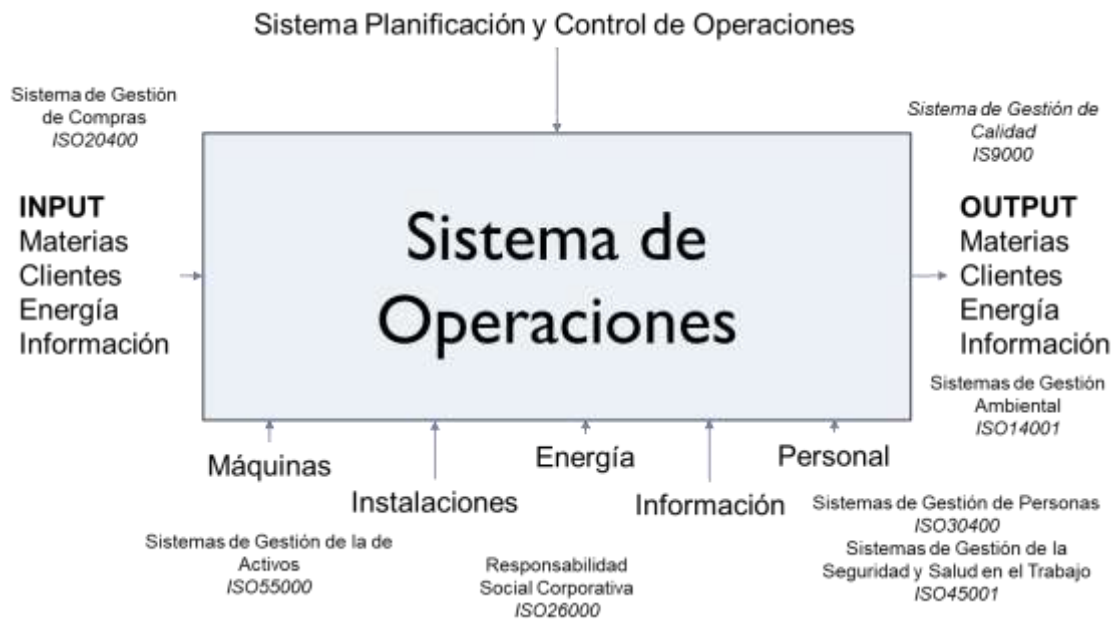 Sistema Planificación y Control de Operaciones
Sistema de Gestión
de Compras
ISO20400
Sistema de Gestión de
Calidad
IS9000
INPUT
Materias
Clientes
Energía
Información
Sistema de
Operaciones
OUTPUT
Materias
Clientes
Energía
Información
Sistemas de Gestión
Ambiental
ISO14001
Máquinas
Instalaciones
Energía
Información
Personal
Sistemas de Gestión de la de
Activos
ISO55000
Responsabilidad
Social Corporativa
ISO26000
Sistemas de Gestión de Personas
ISO30400
Sistemas de Gestión de la
Seguridad y Salud en el Trabajo
ISO45001